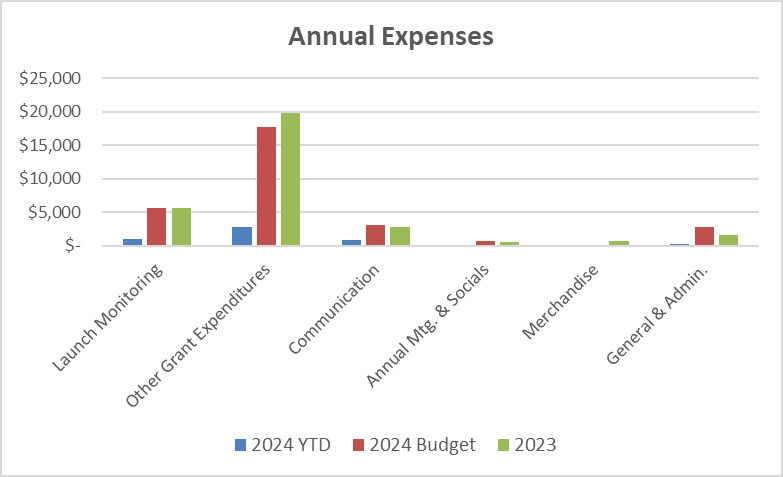 Annual Expenses
$25,000
$20,000
$15,000
$10,000
$5,000
$-
Launch Monitoring
Other Grant Expenditures
Communication
Annual Mtg. & Socials
Merchandise
General & Admin.
2024 YTD 2024 Budget 2023